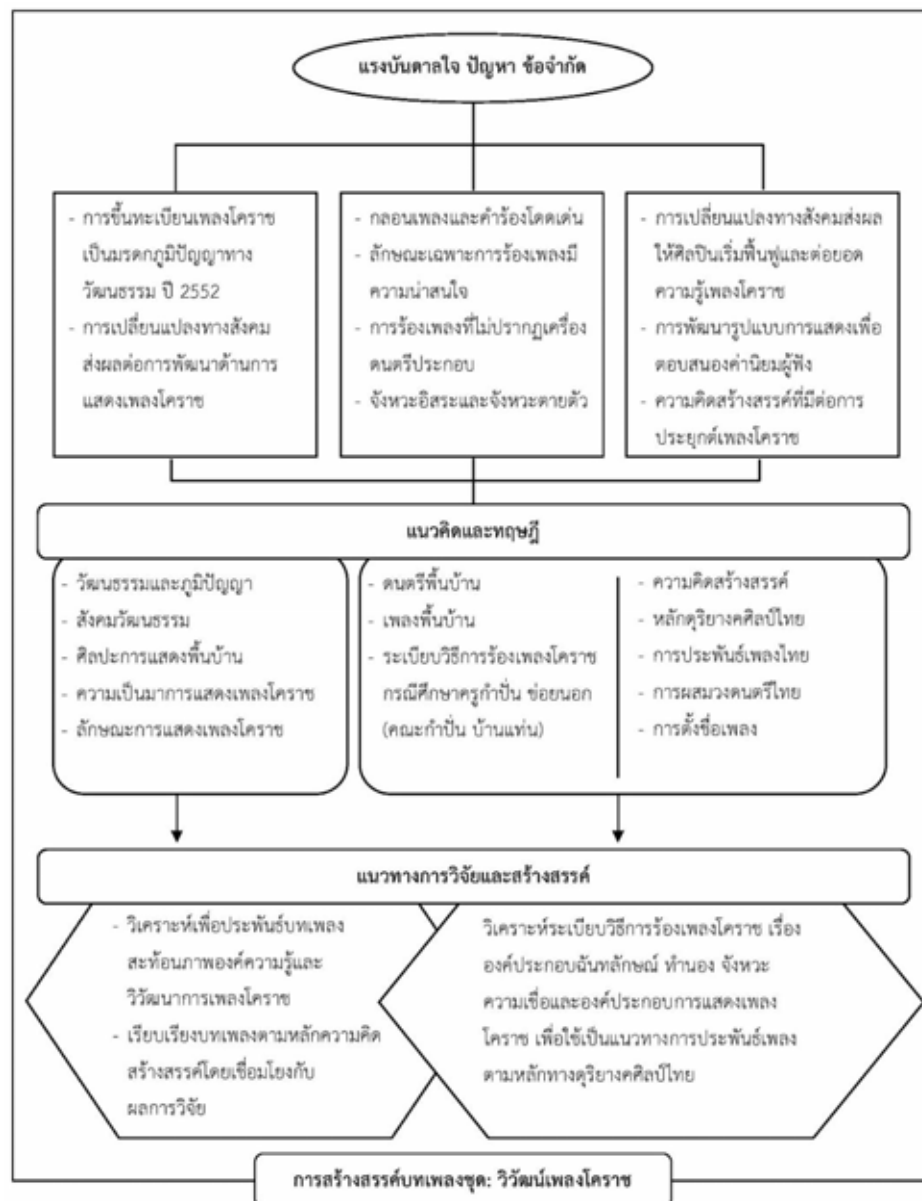 แรงบันดาลใจ ปัญหา ข้อจำกัด
- การขึ้นทะเบียนเพลงโคราช
เป็นมรดกภูมิปัญญาทาง
วัฒนธรรม ปี 2552
- การเปลี่ยนแปลงทางสังคม
ส่งผลต่อการพัฒนาด้านการ
แสดงเพลงโคราช
- กลอนเพลงและคำร้องโดดเด่น
- ลักษณะเฉพาะการร้องเพลงมี
ความน่าสนใจ
- การร้องเพลงที่ไม่ปรากฏเครื่อง
ดนตรีประกอบ
- จังหวะอิสระและจังหวะตายตัว
- การเปลี่ยนแปลงทางสังคมส่งผล
ให้ศิลปินเริ่มฟื้นฟูและต่อยอด
ความรู้เพลงโคราช
- การพัฒนารูปแบบการแสดงเพื่อ
ตอบสนองค่านิยมผู้ฟัง
- ความคิดสร้างสรรค์ที่มีต่อการ
ประยุกต์เพลงโคราช
แนวคิดและทฤษฎี
- วัฒนธรรมและภูมิปัญญา
- สังคมวัฒนธรรม
- ศิลปะการแสดงพื้นบ้าน
- ความเป็นมาการแสดงเพลงโคราช
- ลักษณะการแสดงเพลงโคราช
- ดนตรีพื้นบ้าน
- เพลงพื้นบ้าน
- ระเบียบวิธีการร้องเพลงโคราช
กรณีศึกษาครูกำปั่น ข่อยนอก
(คณะกำปั่น บ้านแท่น)
- ความคิดสร้างสรรค์
- หลักดุริยางคศิลป์ไทย
- การประพันธ์เพลงไทย
- การผสมวงดนตรีไทย
- การตั้งชื่อเพลง
แนวทางการวิจัยและสร้างสรรค์
- วิเคราะห์เพื่อประพันธ์บทเพลง
สะท้อนภาพองค์ความรู้และ
วิวัฒนาการเพลงโคราช
- เรียบเรียงบทเพลงตามหลักความคิด
สร้างสรรค์โดยเชื่อมโยงกับ
ผลการวิจัย
วิเคราะห์ระเบียบวิธีการร้องเพลงโคราช เรื่อง
องค์ประกอบฉันทลักษณ์ ทำนอง จังหวะ
ความเชื่อและองค์ประกอบการแสดงเพลง
โคราช เพื่อใช้เป็นแนวทางการประพันธ์เพลง
ตามหลักทางดุริยางคศิลป์ไทย
การสร้างสรรค์บทเพลงชุด: วิวัฒน์เพลงโคราช